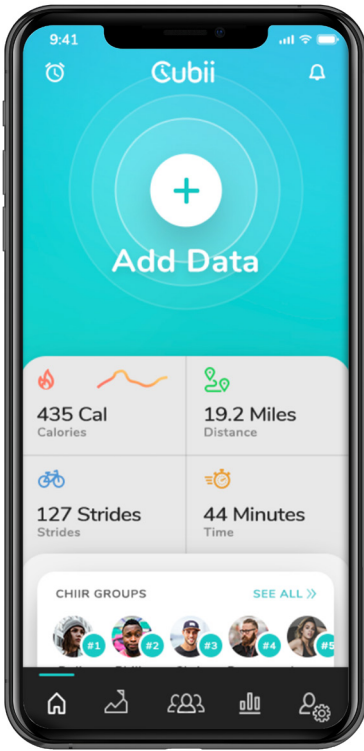 9:41
Cubii
Add Data
435 Cal
Calories
19.2 Miles
Distance
127 Strides
Strides
44 Minutes
Time
CHIIR GROUPS
SEE ALL »
#1 #2 #3 #4 #5